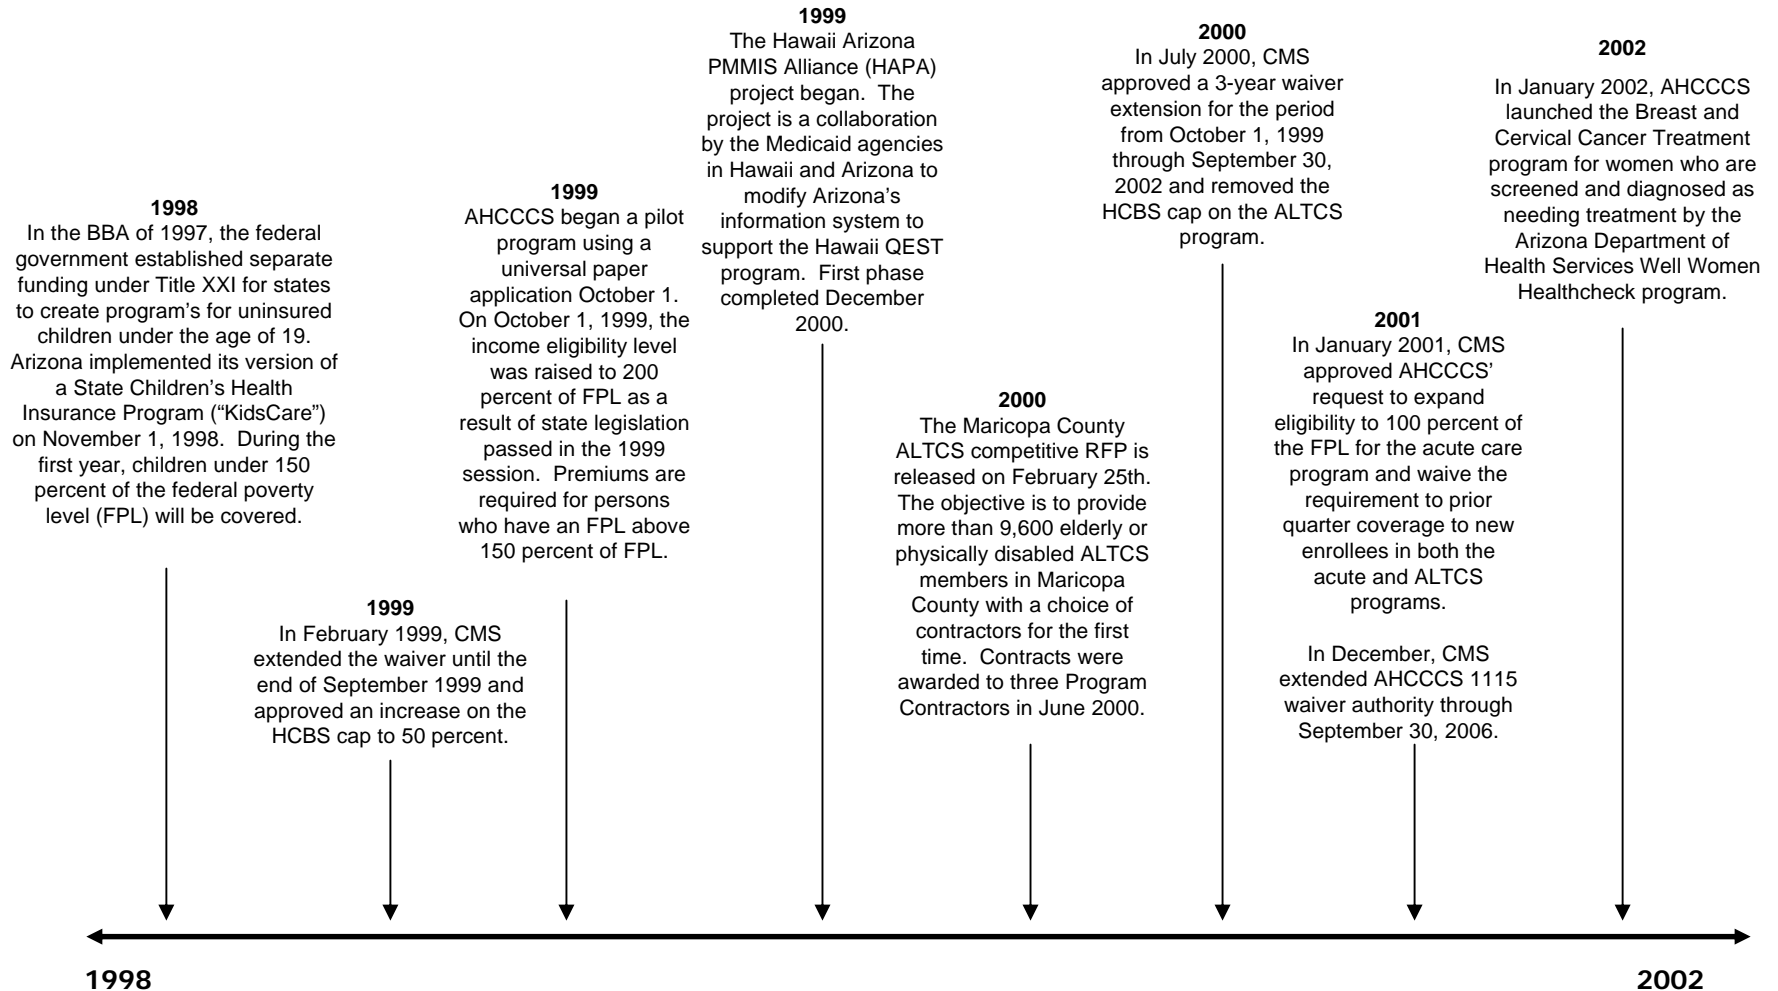 1998
In the BBA of 1997, the federal
government established separate
funding under Title XXI for states
to create program's for uninsured
children under the age of 19.
Arizona implemented its version of
a State Children's Health
Insurance Program (“KidsCare”)
on November 1, 1998. During the
first year, children under 150
percent of the federal poverty
level (FPL) will be covered.
1999
In February 1999, CMS
extended the waiver until the
end of September 1999 and
approved an increase on the
HCBS cap to 50 percent.
1999
AHCCCS began a pilot
program using a
universal paper
application October 1.
On October 1, 1999, the
income eligibility level
was raised to 200
percent of FPL as a
result of state legislation
passed in the 1999
session. Premiums are
required for persons
who have an FPL above
150 percent of FPL.
1999
The Hawaii Arizona
PMMIS Alliance (HAPA)
project began. The
project is a collaboration
by the Medicaid agencies
in Hawaii and Arizona to
modify Arizona's
information system to
support the Hawaii QEST
program. First phase
completed December
2000.
2000
The Maricopa County
ALTCS competitive RFP is
released on February 25th.
The objective is to provide
more than 9,600 elderly or
physically disabled ALTCS
members in Maricopa
County with a choice of
contractors for the first
time. Contracts were
awarded to three Program
Contractors in June 2000.
2000
In July 2000, CMS
approved a 3-year waiver
extension for the period
from October 1, 1999
through September 30,
2002 and removed the
HCBS cap on the ALTCS
program.
2001
In January 2001, CMS
approved AHCCCS'
request to expand
eligibility to 100 percent of
the FPL for the acute care
program and waive the
requirement to prior
quarter coverage to new
enrollees in both the
acute and ALTCS
programs.
In December, CMS
extended AHCCCS 1115
waiver authority through
September 30, 2006.
2002
In January 2002, AHCCCS
launched the Breast and
Cervical Cancer Treatment
program for women who are
screened and diagnosed as
needing treatment by the
Arizona Department of
Health Services Well Women
Healthcheck program.
1998
2002